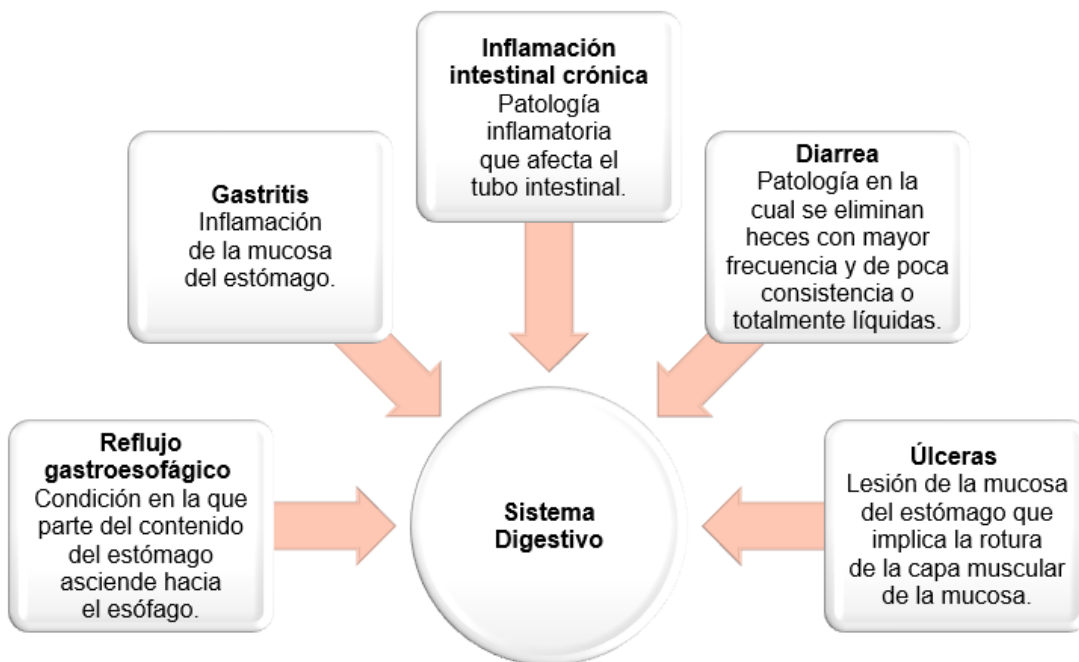 Inflamación
intestinal crónica
Patología
inflamatoria
que afecta el
tubo intestinal.
Gastritis
Inflamación
de la mucosa
del estómago.
Diarrea
Patología en la
cual se eliminan
heces con mayor
frecuencia y de poca
consistencia o
totalmente líquidas.
Reflujo
gastroesofágico
Condición en la que
parte del contenido
del estómago
asciende hacia
el esófago.
Sistema
Digestivo
Úlceras
Lesión de la mucosa
del estómago que
implica la rotura
de la capa muscular
de la mucosa.